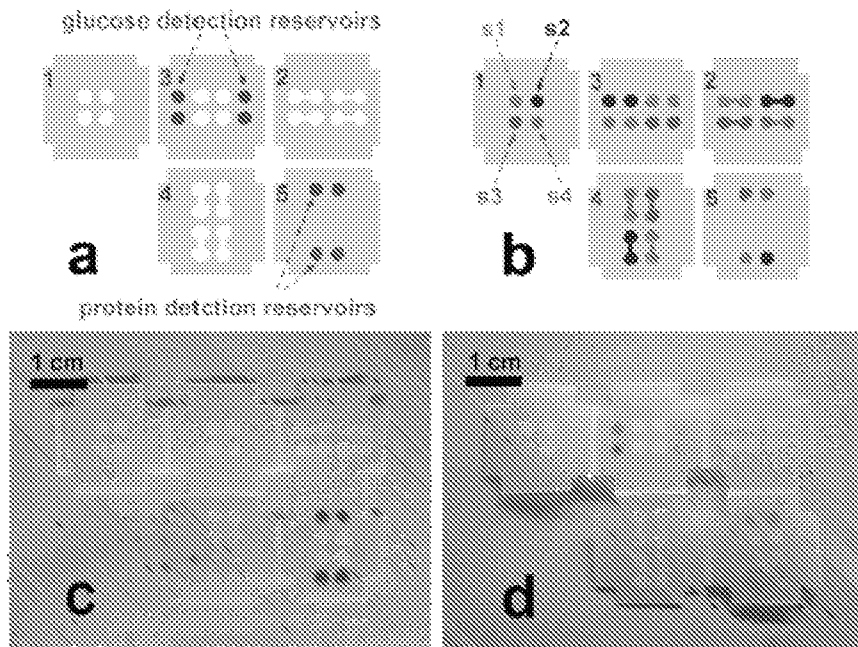 glucose detection reservoirs
1
3
2
4
5
a
protein detction reservoirs
s1
s2
1
3
2
s3
s4
4
5
b
1 cm
c
1 cm
d